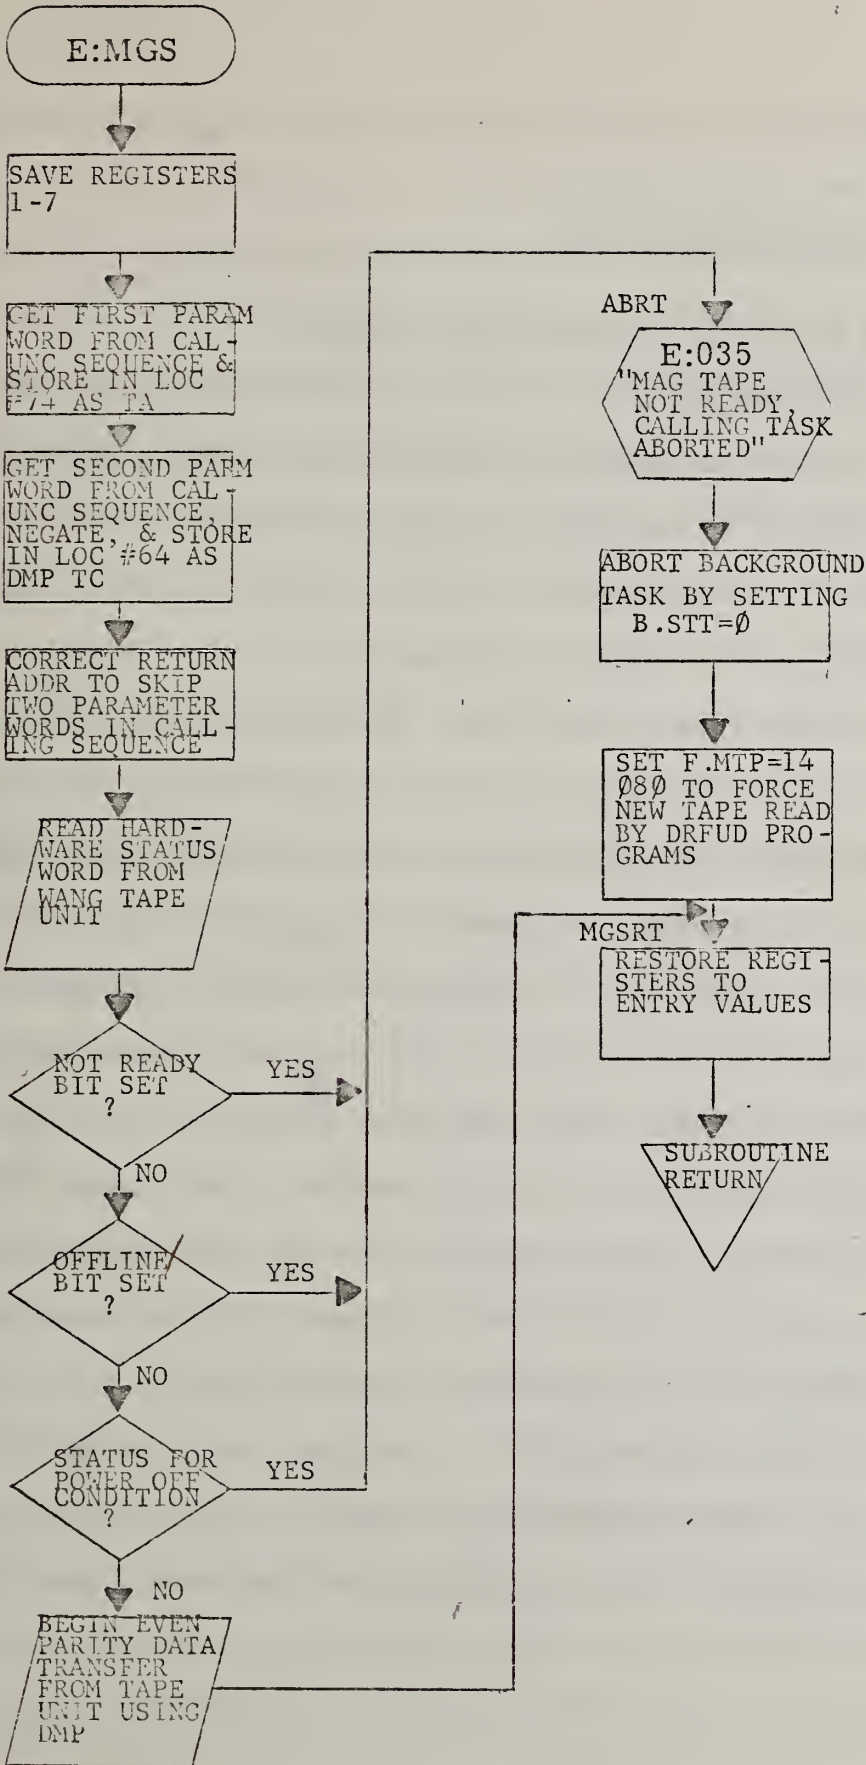 E:MGS
SAVE REGISTERS
1-7
GET FIRST PARAM
WORD FROM CAL-
UNC SEQUENCE &
STORE IN LOC
#74 AS TA
GET SECOND PARM
WORD FROM CAL-
UNC SEQUENCE,
NEGATE, & STORE
IN LOC #64 AS
DMP TC
CORRECT RETURN
ADDR TO SKIP
TWO PARAMETER
WORDS IN CALL-
ING SEQUENCE
READ HARD-
WARE STATUS
WORD FROM
WANG TAPE
UNIT
NOT READY
BIT SET
?
YES
NO
OFFLINE
BIT SET
?
YES
NO
STATUS FOR
POWER OFF
CONDITION
?
YES
NO
BEGIN EVEN
PARITY DATA
TRANSFER
FROM TAPE
UNIT USING
DMP
ABRT
E:035
"MAG TAPE
NOT READY,
CALLING TASK
ABORTED"
ABORT BACKGROUND
TASK BY SETTING
B.STT=Ø
SET F.MTP=14
Ø8Ø TO FORCE
NEW TAPE READ
BY DRFUD PRO-
GRAMS
MGSRT
RESTORE REGI-
STERS TO
ENTRY VALUES
SUBROUTINE
RETURN